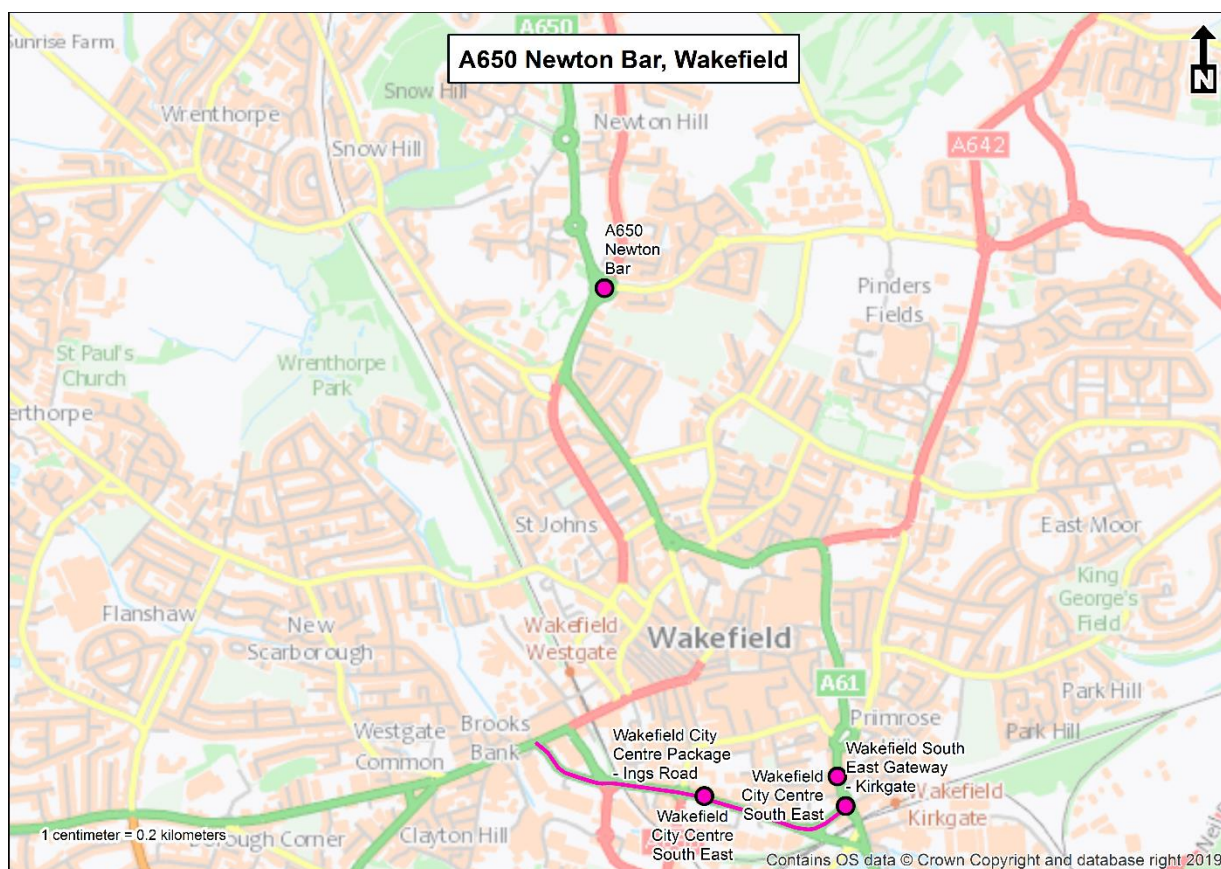 A650
A650 Newton Bar, Wakefield
N
Sunrise Farm
Snow Hill
Wrenthorpe
Newton Hill
Snow Hill
A642
A650
Newton
Bar
Pinders
Fields
St Paul's
Church
Wrenthorpe
Park
erthorpe
St Johns
East Moor
King
George's
Field
Flanshaw
New
Scarborough
Wakefield
Westgate
Wakefield
A61
Park Hill
Park Hill
Primrose
Westgate
Common
Brooks
Bank
Wakefield City
Centre Package
- Ings Road
Wakefield South
East Gateway
- Kirkgate
Wakefield
City Centre
South East
Wakefield
Kirkgate
Wakefield
City Centre
South East
1 centimeter = 0.2 kilometers
orough Corner
Clayton Hill
Contains OS data © Crown Copyright and database right 2019